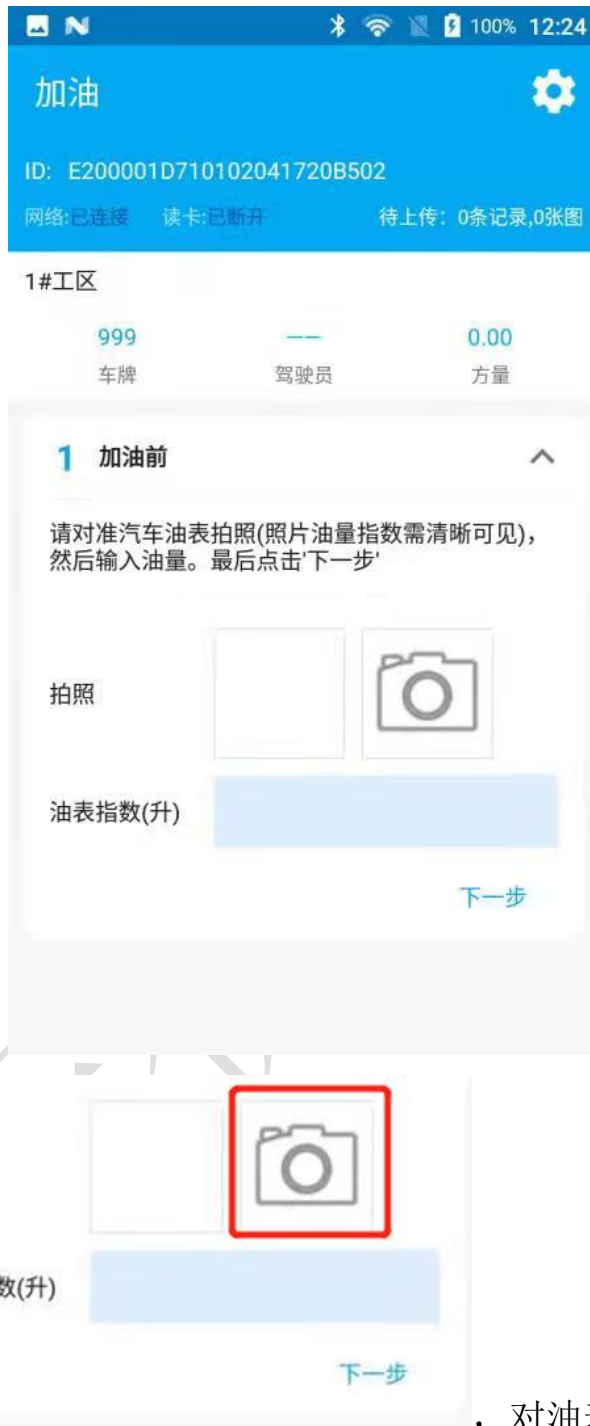 100% 12:24
加油
ID: E200001D710102041720B502
网络:已连接 读卡:已断开 待上传: 0条记录,0张图
1#工区
999 —— 0.00
车牌 驾驶员 方量
1 加油前
请对准汽车油表拍照(照片油量指数需清晰可见),
然后输入油量。最后点击'下一步'
拍照
油表指数(升)
下一步
数(升)
下一步
，对油